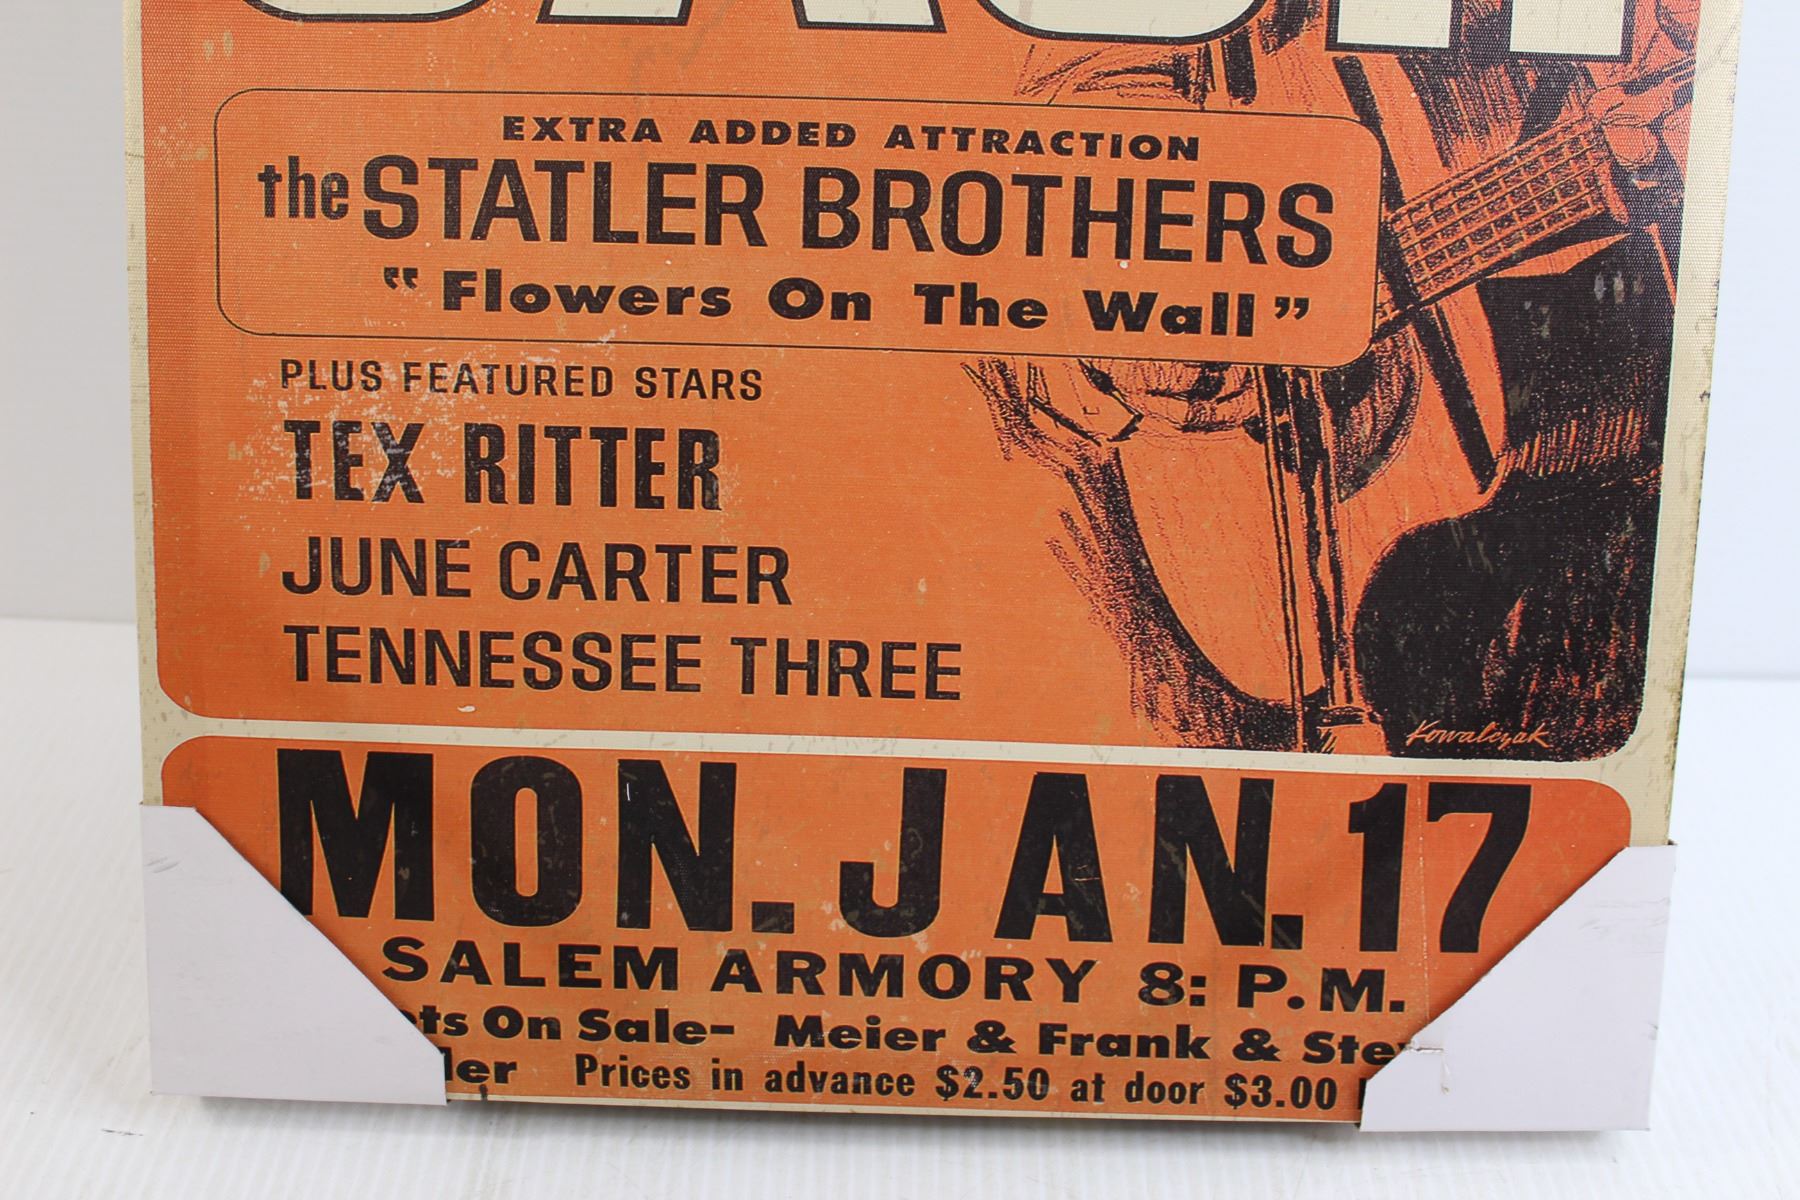 EXTRA ADDED ATTRACTION
the STATLER BROTHERS
"Flowers On The Wall"
PLUS FEATURED STARS
TEX RITTER
JUNE CARTER
TENNESSEE THREE
Kowalczak
MON. JAN. 17
SALEM ARMORY 8: P.M.
On Sale- Meier & Frank &
Prices in advance $2.50 at door $3.00